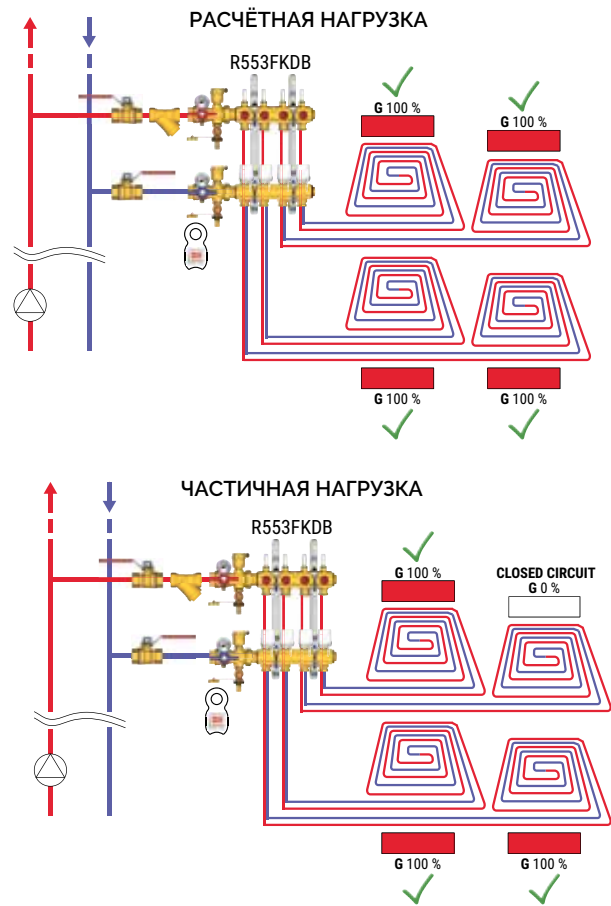 РАСЧЁТНАЯ НАГРУЗКА
R553FKDB
G 100 %
G 100 %
G 100 %
G 100 %
ЧАСТИЧНАЯ НАГРУЗКА
R553FKDB
G 100 %
CLOSED CIRCUIT
G 0 %
G 100 %
G 100 %